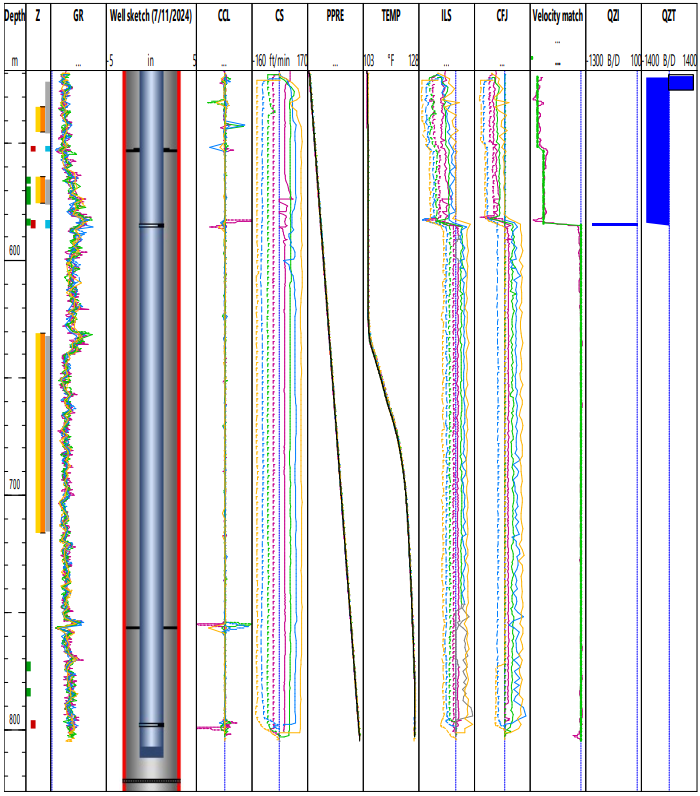 Depth Z GR Well sketch (7/11/2024) CCL CS PPRE TEMP ILS CFJ Velocity match QZI QZT
...
m ... -5 in 5 ... -160 ft/min 170 ... 103 °F 128 ... ... ... -1300 B/D 100 -1400 B/D 1400
600
700
800